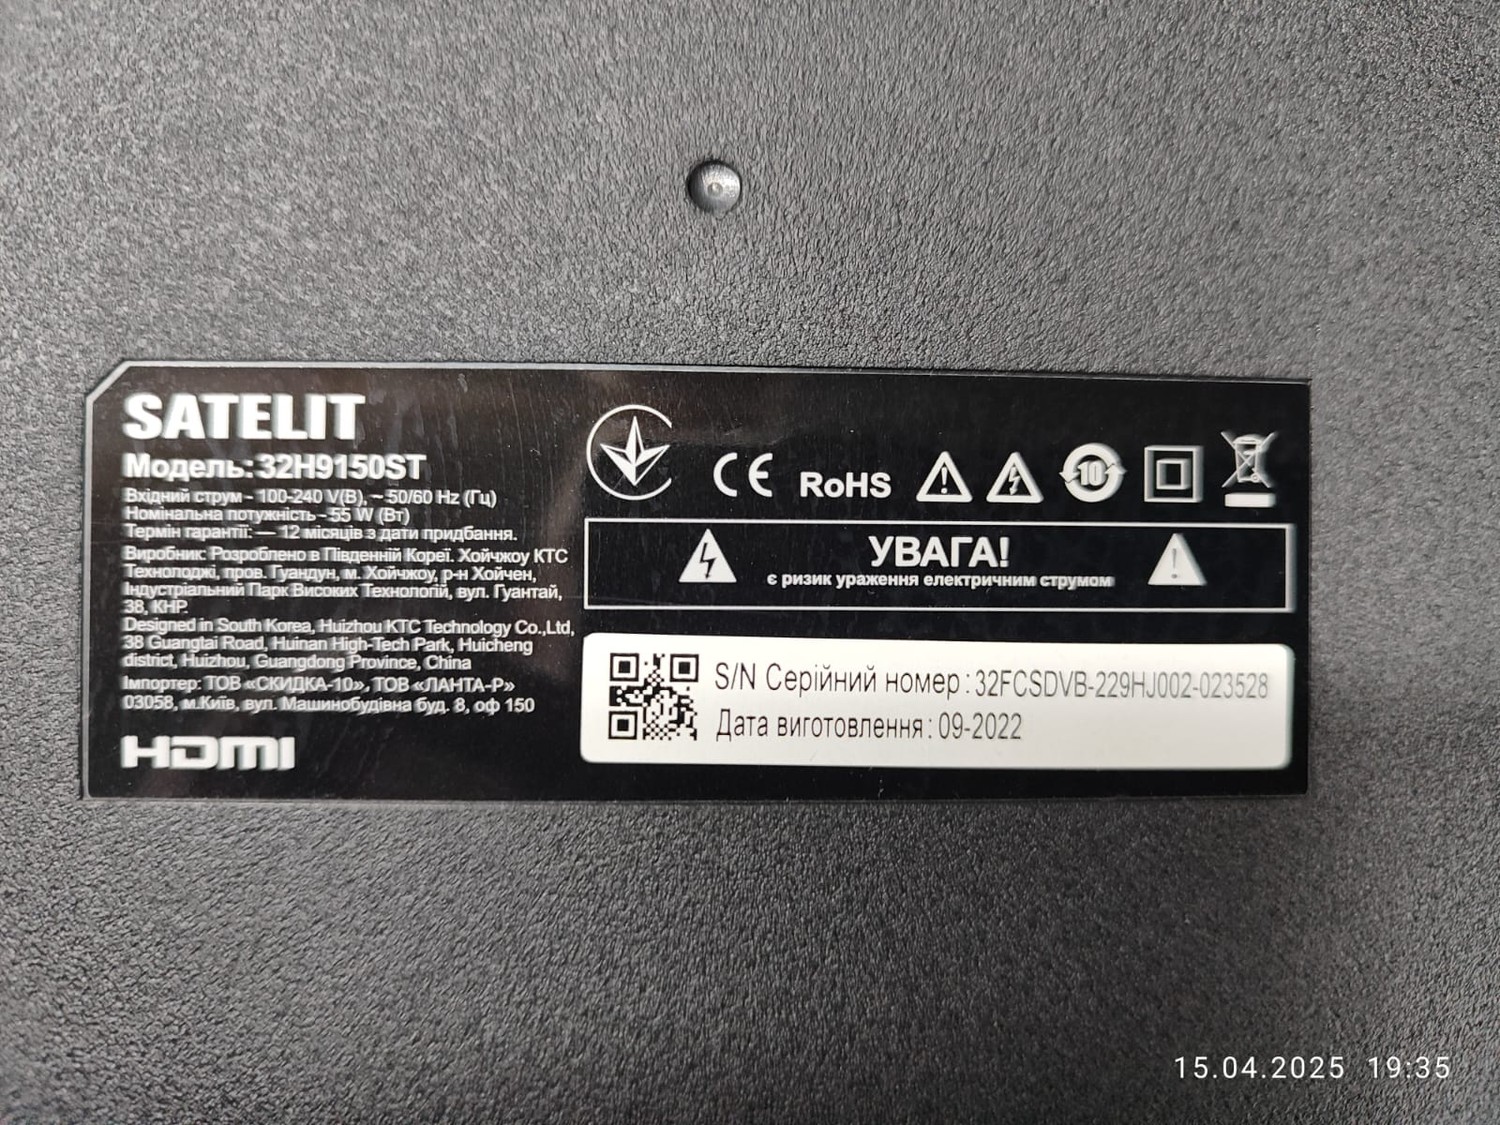 SATELIT
Модель: 32H9150ST
Вхідний струм - 100-240 V(В), ~ 50/60 Hz (Гц)
Номінальна потужність - 55 W (Вт)
Термін гарантії: — 12 місяців з дати придбання.
Виробник: Розроблено в Південній Кореї. Хойчжоу КТС
Технолоджі, пров. Гуандун, м. Хойчжоу, р-н Хойчен,
Індустріальний Парк Високих Технологій, вул. Гуантай,
38, КНР.
Designed in South Korea, Huizhou KTC Technology Co.,Ltd,
38 Guangtai Road, Huinan High-Tech Park, Huicheng
district, Huizhou, Guangdong Province, China
Імпортер: ТОВ «СКИДКА-10», ТОВ «ЛАНТА-Р»
03058, м.Київ, вул. Машинобудівна буд. 8, оф 150
HDMI
CE RoHS 10
УВАГА!
є ризик ураження електричним струмом
S/N Серійний номер: 32FCSDVB-229HJ002-023528
Дата виготовлення: 09-2022
15.04.2025 19:35